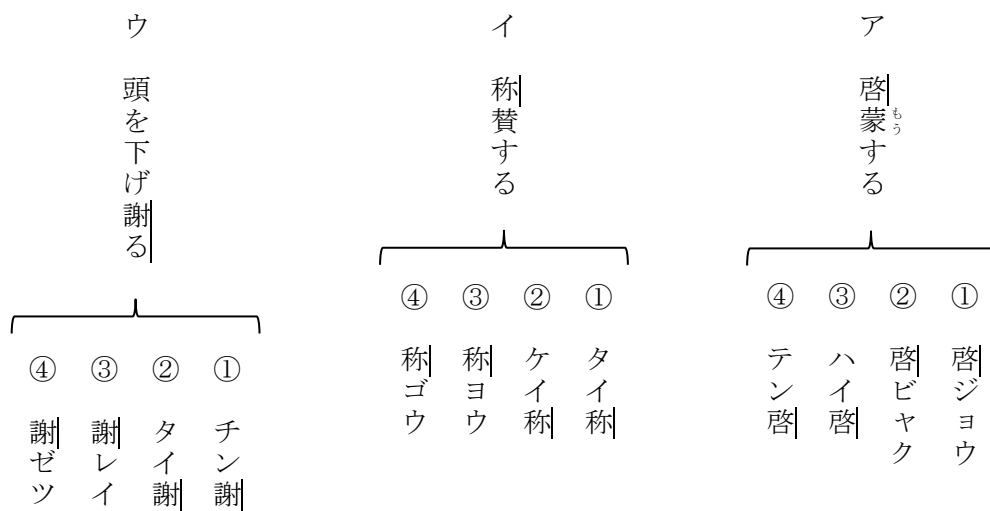 ア 啓蒙する
もう
① 啓ジョウ
② 啓ビャク
③ ハイ啓
④ テン啓
イ 称賛する
① タイ称
② ケイ称
③ 称ヨウ
④ 称ゴウ
ウ 頭を下げ謝る
① チン謝
② タイ謝
③ 謝レイ
④ 謝ゼツ